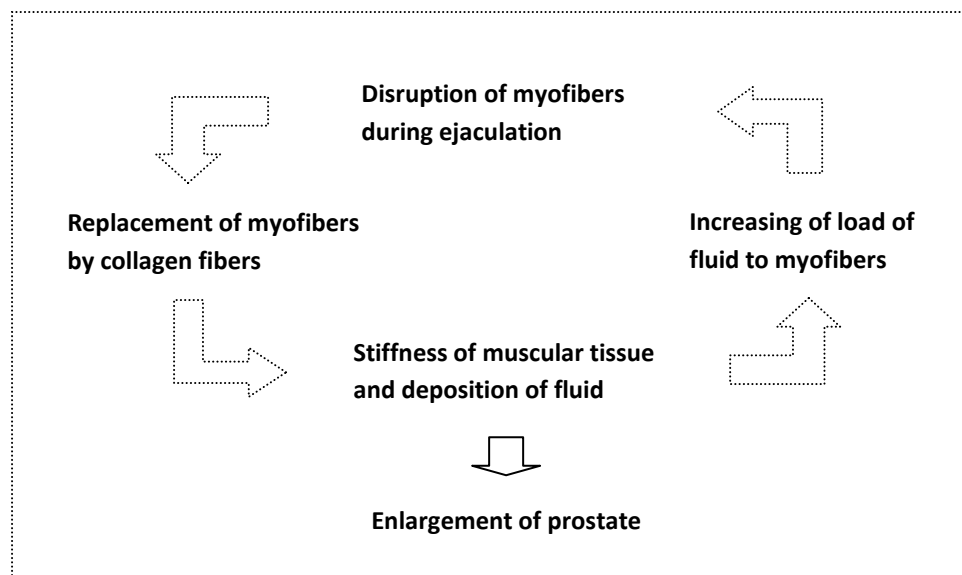 Disruption of myofibers
during ejaculation
Replacement of myofibers
by collagen fibers
Increasing of load of
fluid to myofibers
Stiffness of muscular tissue
and deposition of fluid
Enlargement of prostate